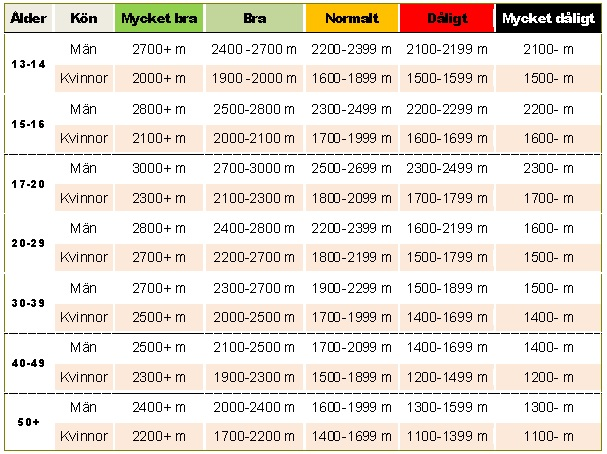 Ålder Kön Mycket bra Bra Normalt Dåligt Mycket dåligt
13-14 Män 2700+ m 2400 -2700 m 2200-2399 m 2100-2199 m 2100- m
Kvinnor 2000+ m 1900 -2000 m 1600-1899 m 1500-1599 m 1500- m
15-16 Män 2800+ m 2500-2800 m 2300-2499 m 2200-2299 m 2200- m
Kvinnor 2100+ m 2000-2100 m 1700-1999 m 1600-1699 m 1600- m
17-20 Män 3000+ m 2700-3000 m 2500-2699 m 2300-2499 m 2300- m
Kvinnor 2300+ m 2100-2300 m 1800-2099 m 1700-1799 m 1700- m
20-29 Män 2800+ m 2400-2800 m 2200-2399 m 1600-2199 m 1600- m
Kvinnor 2700+ m 2200-2700 m 1800-2199 m 1500-1799 m 1500- m
30-39 Män 2700+ m 2300-2700 m 1900-2299 m 1500-1899 m 1500- m
Kvinnor 2500+ m 2000-2500 m 1700-1999 m 1400-1699 m 1400- m
40-49 Män 2500+ m 2100-2500 m 1700-2099 m 1400-1699 m 1400- m
Kvinnor 2300+ m 1900-2300 m 1500-1899 m 1200-1499 m 1200- m
50+ Män 2400+ m 2000-2400 m 1600-1999 m 1300-1599 m 1300- m
Kvinnor 2200+ m 1700-2200 m 1400-1699 m 1100-1399 m 1100- m